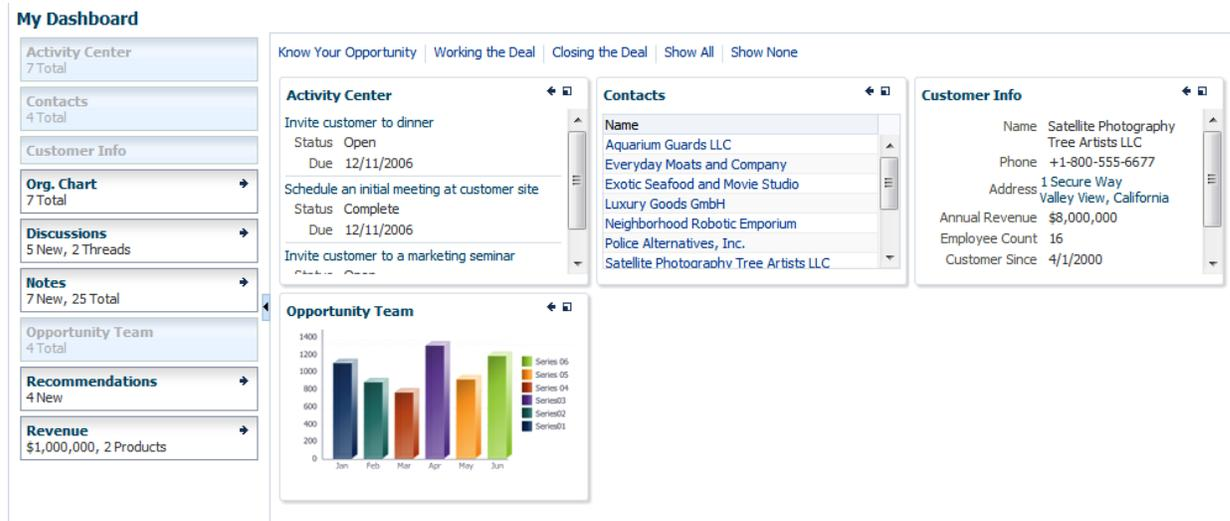 My Dashboard
Activity Center
7 Total
Contacts
4 Total
Customer Info
Org. Chart
7 Total
Discussions
5 New, 2 Threads
Notes
7 New, 25 Total
Opportunity Team
4 Total
Recommendations
4 New
Revenue
$1,000,000, 2 Products
Know Your Opportunity
Working the Deal
Closing the Deal
Show All
Show None
Activity Center
Invite customer to dinner
Status Open
Due 12/11/2006
Schedule an initial meeting at customer site
Status Complete
Due 12/11/2006
Invite customer to a marketing seminar
Status Open
Contacts
Name
Aquarium Guards LLC
Everyday Moats and Company
Exotic Seafood and Movie Studio
Luxury Goods GmbH
Neighborhood Robotic Emporium
Police Alternatives, Inc.
Satellite Photography Tree Artists LLC
Customer Info
Name Satellite Photography
Tree Artists LLC
Phone +1-800-555-6677
Address 1 Secure Way
Valley View, California
Annual Revenue $8,000,000
Employee Count 16
Customer Since 4/1/2000
Opportunity Team
1400
1200
1000
800
600
400
200
0
Jan Feb Mar Apr May Jun
Series 06
Series 05
Series 04
Series03
Series02
Series01